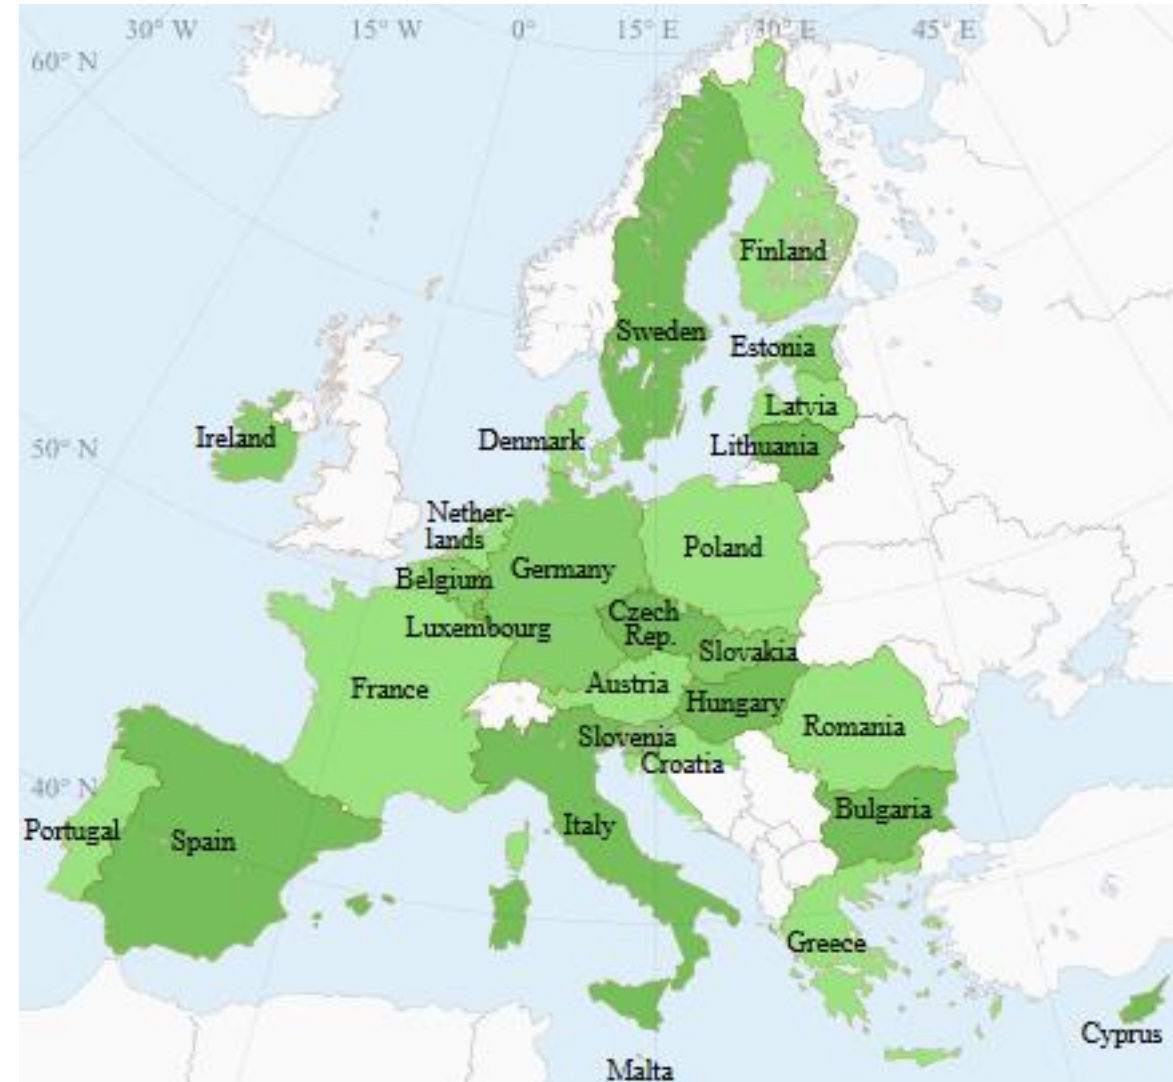 30° W
15° W
0°
15° E
30° E
45° E
60° N
Finland
Sweden
Estonia
Latvia
Ireland
Denmark
Lithuania
50° N
Nether-
lands
Poland
Germany
Belgium
Czech
Rep.
Luxembourg
Slovakia
Austria
France
Hungary
Romania
Slovenia
Croatia
40° N
Bulgaria
Portugal
Spain
Italy
Greece
Cyprus
Malta